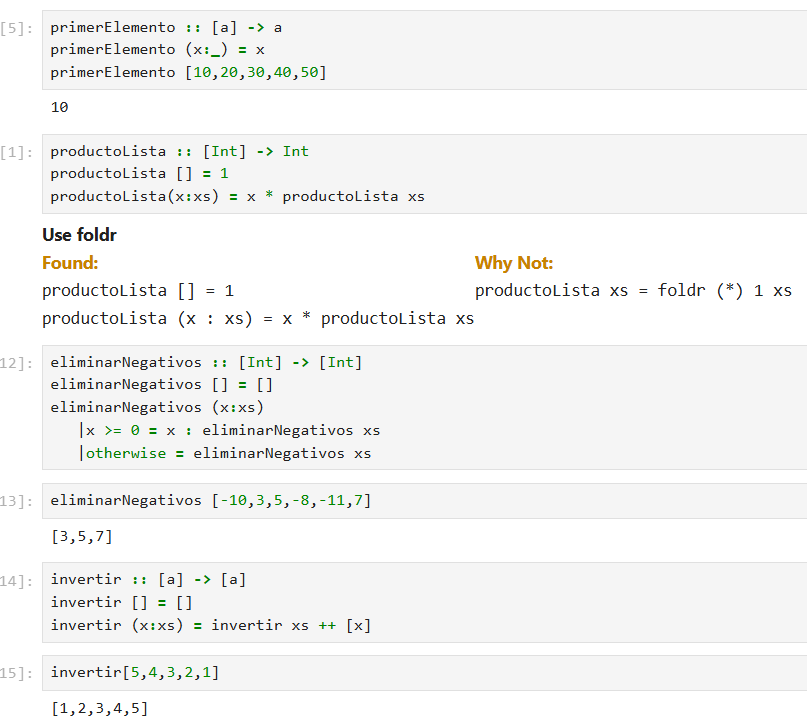 [5]:
primerElemento :: [a] -> a
primerElemento (x:_) = x
primerElemento [10,20,30,40,50]
10
[1]:
productoLista :: [Int] -> Int
productoLista [] = 1
productoLista(x:xs) = x * productoLista xs
Use foldr
Found:
productoLista [] = 1
productoLista (x : xs) = x * productoLista xs
Why Not:
productoLista xs = foldr (*) 1 xs
12]:
eliminarNegativos :: [Int] -> [Int]
eliminarNegativos [] = []
eliminarNegativos (x:xs)
   |x >= 0 = x : eliminarNegativos xs
   |otherwise = eliminarNegativos xs
13]:
eliminarNegativos [-10,3,5,-8,-11,7]
[3,5,7]
14]:
invertir :: [a] -> [a]
invertir [] = []
invertir (x:xs) = invertir xs ++ [x]
15]:
invertir[5,4,3,2,1]
[1,2,3,4,5]